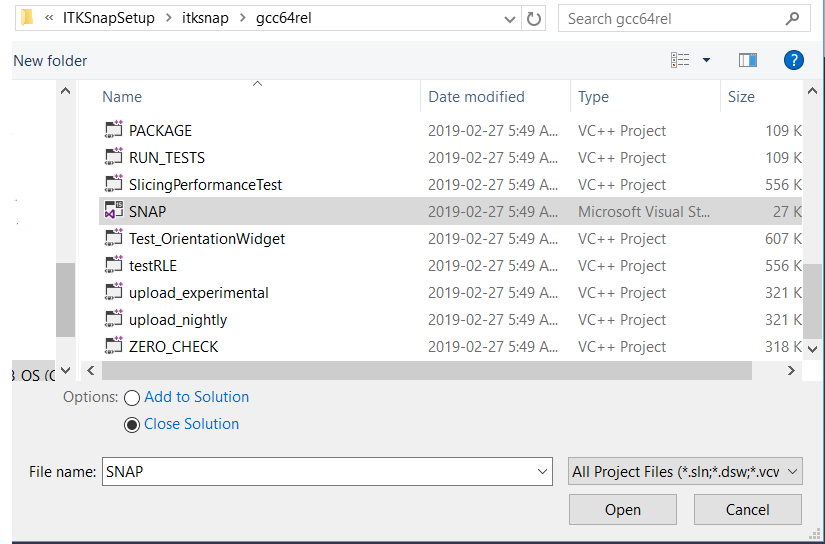 « ITKSnapSetup > itksnap > gcc64rel Search gcc64rel
New folder ?
Name Date modified Type Size
PACKAGE 2019-02-27 5:49 A... VC++ Project 109 K
RUN_TESTS 2019-02-27 5:49 A... VC++ Project 109 K
SlicingPerformanceTest 2019-02-27 5:49 A... VC++ Project 556 K
SNAP 2019-02-27 5:49 A... Microsoft Visual St... 27 K
Test_OrientationWidget 2019-02-27 5:49 A... VC++ Project 607 K
testRLE 2019-02-27 5:49 A... VC++ Project 556 K
upload_experimental 2019-02-27 5:49 A... VC++ Project 321 K
upload_nightly 2019-02-27 5:49 A... VC++ Project 321 K
ZERO_CHECK 2019-02-27 5:49 A... VC++ Project 318 K
OS (C
Options: Add to Solution
Close Solution
File name: SNAP All Project Files (*.sln;*.dsw;*.vcw
Open Cancel